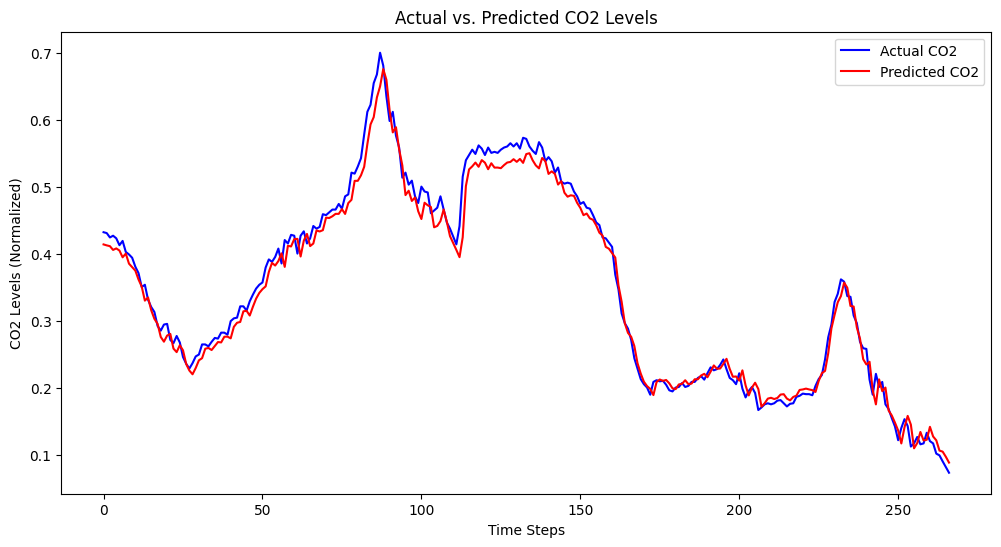 Actual vs. Predicted CO2 Levels
Actual CO2
Predicted CO2
CO2 Levels (Normalized)
0.7
0.6
0.5
0.4
0.3
0.2
0.1
0
50
100
150
200
250
Time Steps